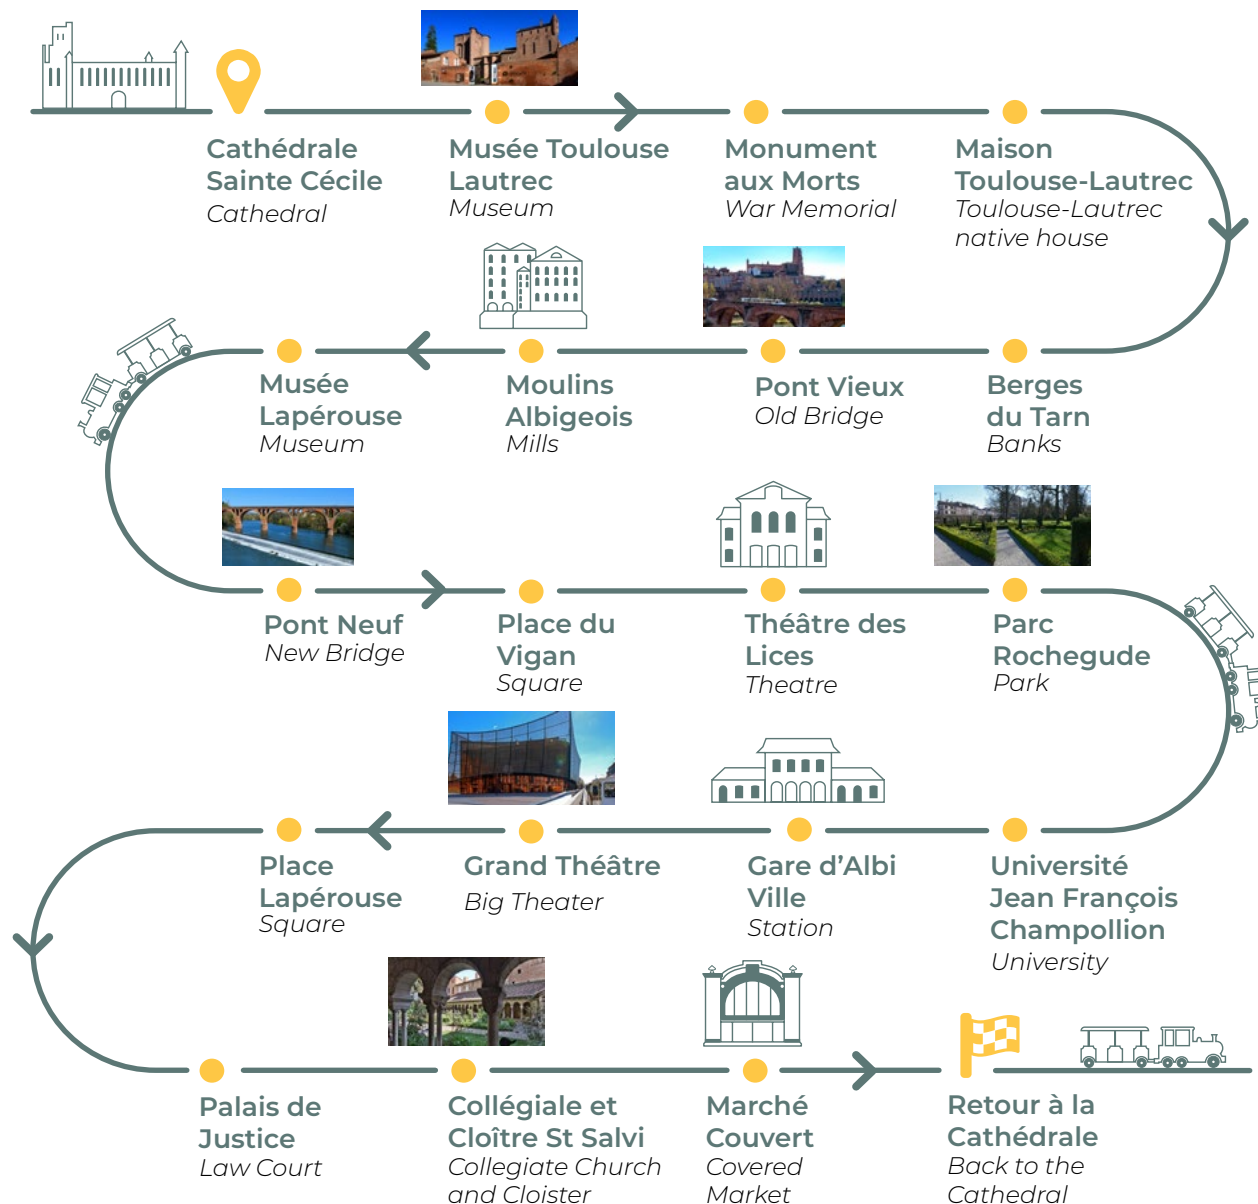 Cathédrale
Sainte Cécile
Cathedral
Musée Toulouse
Lautrec
Museum
Monument
aux Morts
War Memorial
Maison
Toulouse-Lautrec
Toulouse-Lautrec
native house
Musée
Lapérouse
Museum
Moulins
Albigeois
Mills
Pont Vieux
Old Bridge
Berges
du Tarn
Banks
Pont Neuf
New Bridge
Place du
Vigan
Square
Théâtre des
Lices
Theatre
Parc
Rochegude
Park
Place
Lapérouse
Square
Grand Théâtre
Big Theater
Gare d'Albi
Ville
Station
Université
Jean François
Champollion
University
Palais de
Justice
Law Court
Collégiale et
Cloître St Salvi
Collegiate Church
and Cloister
Marché
Couvert
Covered
Market
Retour à la
Cathédrale
Back to the
Cathedral